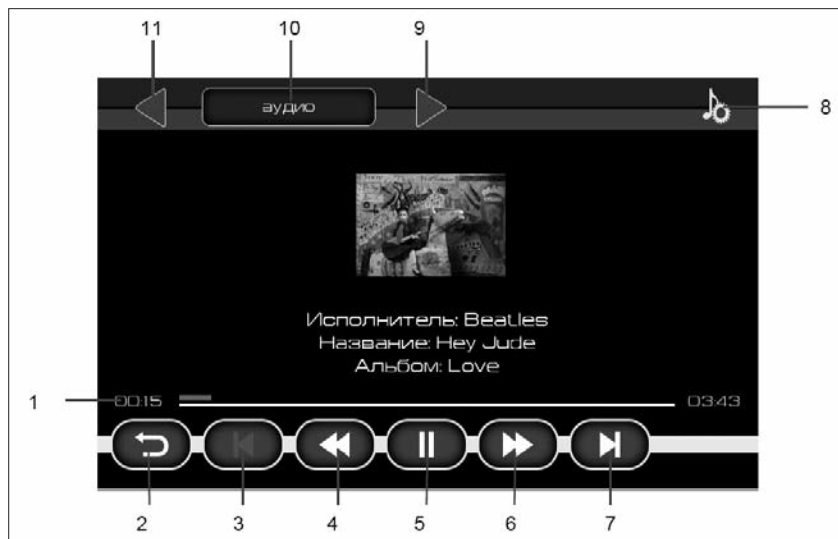 11 10 9
аудио
8
Исполнитель: Beatles
Название: Hey Jude
Альбом: Love
1 00:15 03:43
2 3 4 5 6 7